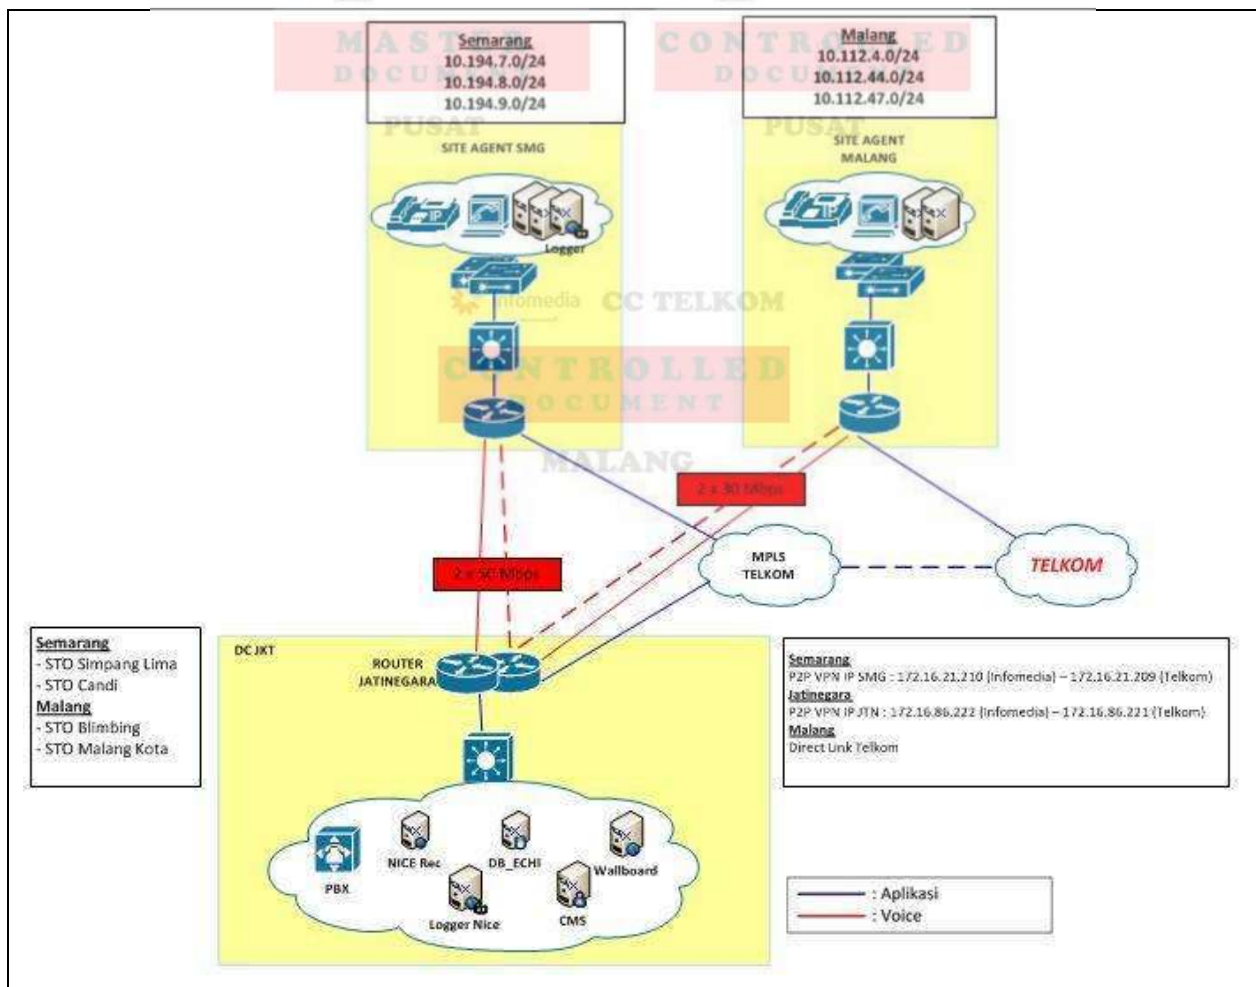 MASTER
DOCUMENT
PUSAT
CONTROLLED
DOCUMENT
PUSAT
Semarang
10.194.7.0/24
10.194.8.0/24
10.194.9.0/24
Malang
10.112.4.0/24
10.112.44.0/24
10.112.47.0/24
SITE AGENT SMG
SITE AGENT
MALANG
IP
Logger
IP
infomedia CC TELKOM
CONTROLLED
DOCUMENT
MALANG
2 x 30 Mbps
2 x 50 Mbps
MPLS
TELKOM
TELKOM
Semarang
- STO Simpang Lima
- STO Candi
Malang
- STO Blimbing
- STO Malang Kota
DC JKT
ROUTER
JATINEGARA
Semarang
P2P VPN IP SMG : 172.16.21.210 (Infomedia) – 172.16.21.209 (Telkom)
Jatinegara
P2P VPN IP JTN : 172.16.86.222 (Infomedia) – 172.16.86.221 (Telkom)
Malang
Direct Link Telkom
PBX
NICE Rec
DB_ECHI
Wallboard
Logger Nice
CMS
: Aplikasi
: Voice